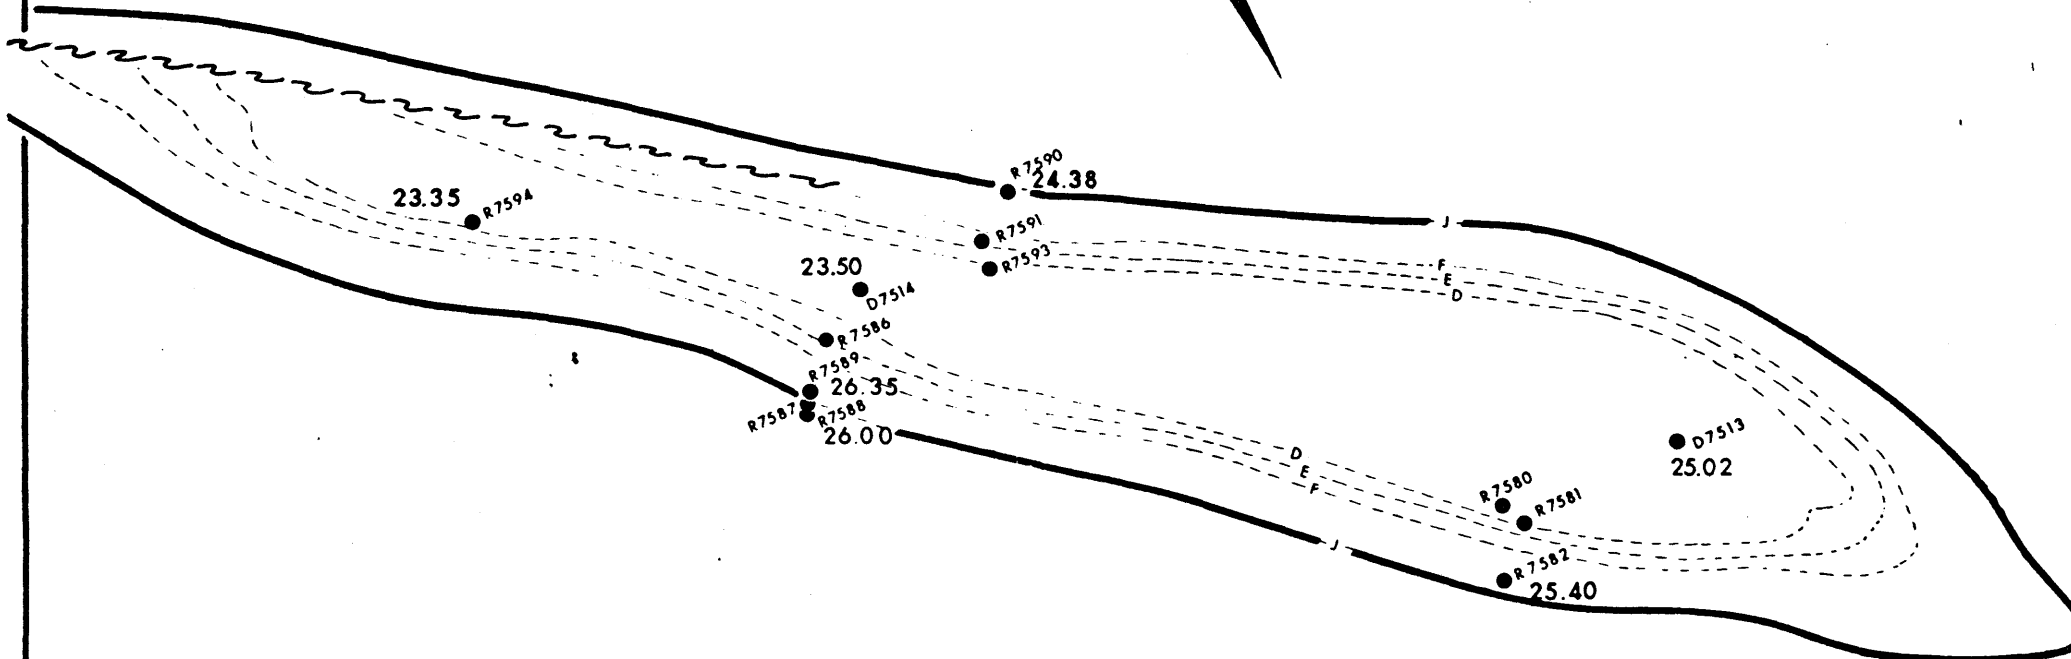 R7590
24.38
23.35
R7594
R7591
J
R7593
23.50
F
E
D
D7514
R7586
R7589
26.35
R7587
R7588
26.00
D7513
D
E
F
25.02
R7580
R7581
J
R7582
25.40